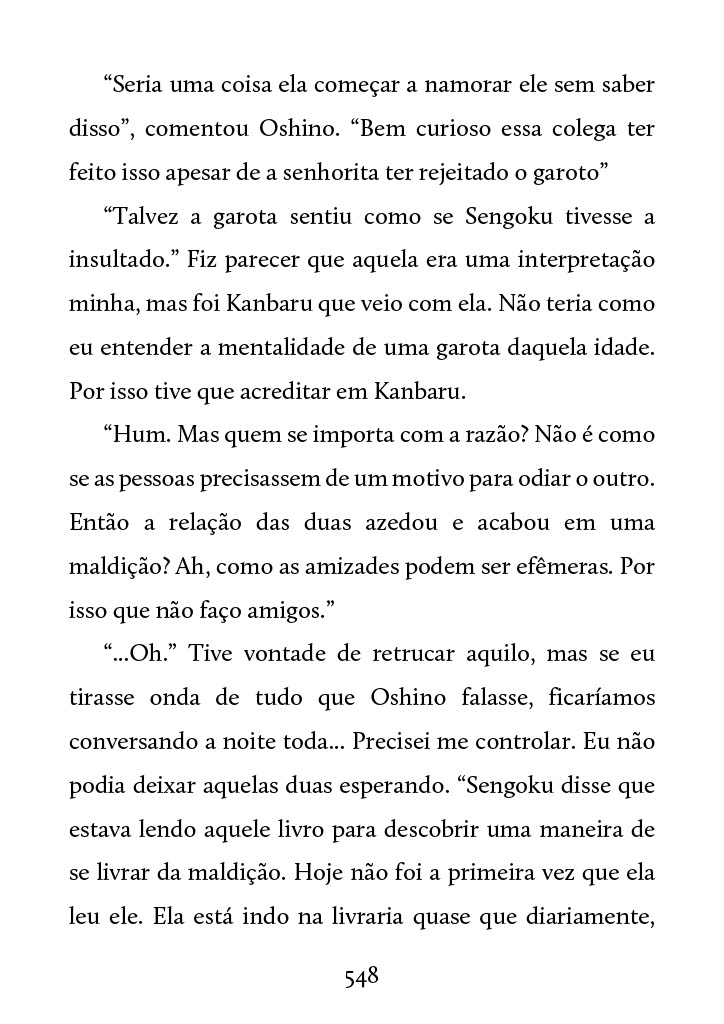 “Seria uma coisa ela começar a namorar ele sem saber
disso”, comentou Oshino. “Bem curioso essa colega ter
feito isso apesar de a senhorita ter rejeitado o garoto”
“Talvez a garota sentiu como se Sengoku tivesse a
insultado.” Fiz parecer que aquela era uma interpretação
minha, mas foi Kanbaru que veio com ela. Não teria como
eu entender a mentalidade de uma garota daquela idade.
Por isso tive que acreditar em Kanbaru.
“Hum. Mas quem se importa com a razão? Não é como
se as pessoas precisassem de um motivo para odiar o outro.
Então a relação das duas azedou e acabou em uma
maldição? Ah, como as amizades podem ser efêmeras. Por
isso que não faço amigos.”
“...Oh.” Tive vontade de retrucar aquilo, mas se eu
tirasse onda de tudo que Oshino falasse, ficaríamos
conversando a noite toda... Precisei me controlar. Eu não
podia deixar aquelas duas esperando. “Sengoku disse que
estava lendo aquele livro para descobrir uma maneira de
se livrar da maldição. Hoje não foi a primeira vez que ela
leu ele. Ela está indo na livraria quase que diariamente,
548